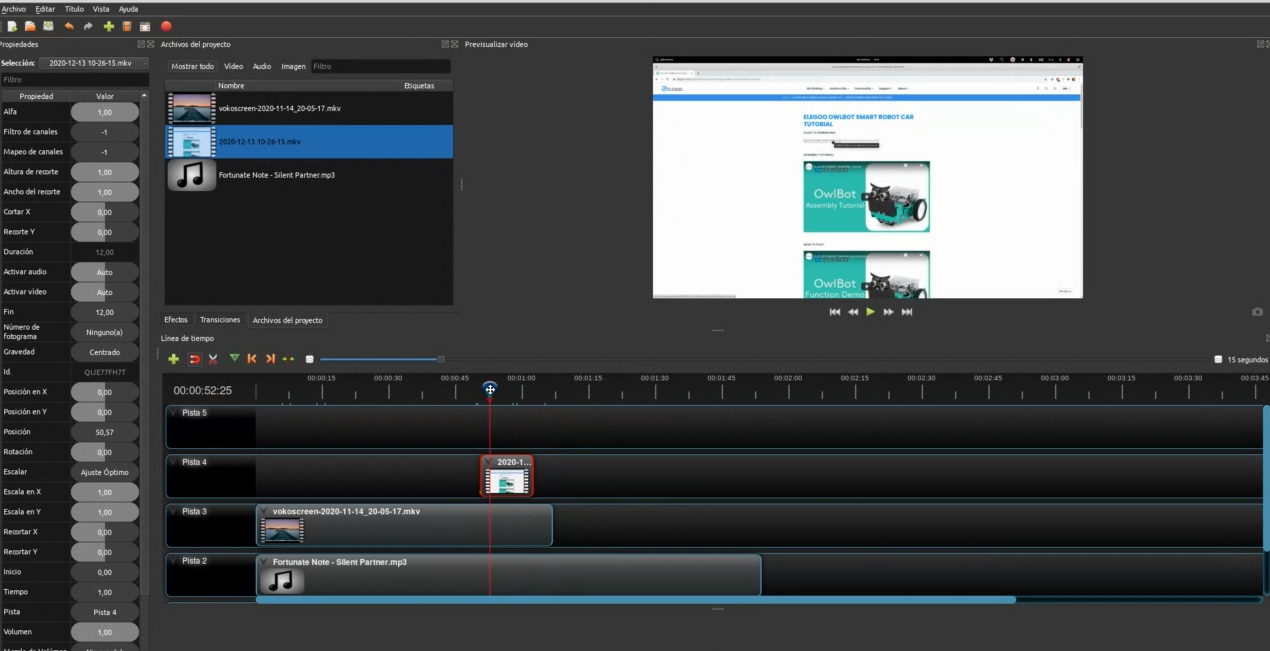 Archivo Editar Título Vista Ayuda
Propiedades
Archivos del proyecto
Previsualizar vídeo
Selección: 2020-12-13 10-26-15.mkv
Filtro
Propiedad Valor
Alfa 1,00
Filtro de canales -1
Mapeo de canales -1
Altura de recorte 1,00
Ancho del recorte 1,00
Cortar X 0,00
Recorte Y 0,00
Duración 12,00
Activar audio Auto
Activar vídeo Auto
Fin 12,00
Número de fotograma Ninguno(a)
Gravedad Centrado
Id.
Posición en X 0,00
Posición en Y 0,00
Posición 50,57
Rotación 0,00
Escalar Ajuste Óptimo
Escala en X 1,00
Escala en Y 1,00
Recortar X 0,00
Recortar Y 0,00
Inicio 0,00
Tiempo 1,00
Pista Pista 4
Volumen 1,00
Mostrar todo Vídeo Audio Imagen Filtro
Nombre Etiquetas
vokoscreen-2020-11-14_20-05-17.mkv
2020-12-13 10-26-15.mkv
Fortunate Note - Silent Partner.mp3
Efectos Transiciones Archivos del proyecto
ELEGOO OWLBOT SMART ROBOT CAR
TUTORIAL
OwlBot
Assembly Tutorial
OwlBot
Function Demo
Línea de tiempo
15 segundos
00:00:52:25
00:00:15 00:00:30 00:00:45 00:01:00 00:01:15 00:01:30 00:01:45 00:02:00 00:02:15 00:02:30 00:02:45 00:03:00 00:03:15 00:03:30 00:03:45
Pista 5
Pista 4
2020-1...
Pista 3
vokoscreen-2020-11-14_20-05-17.mkv
Pista 2
Fortunate Note - Silent Partner.mp3